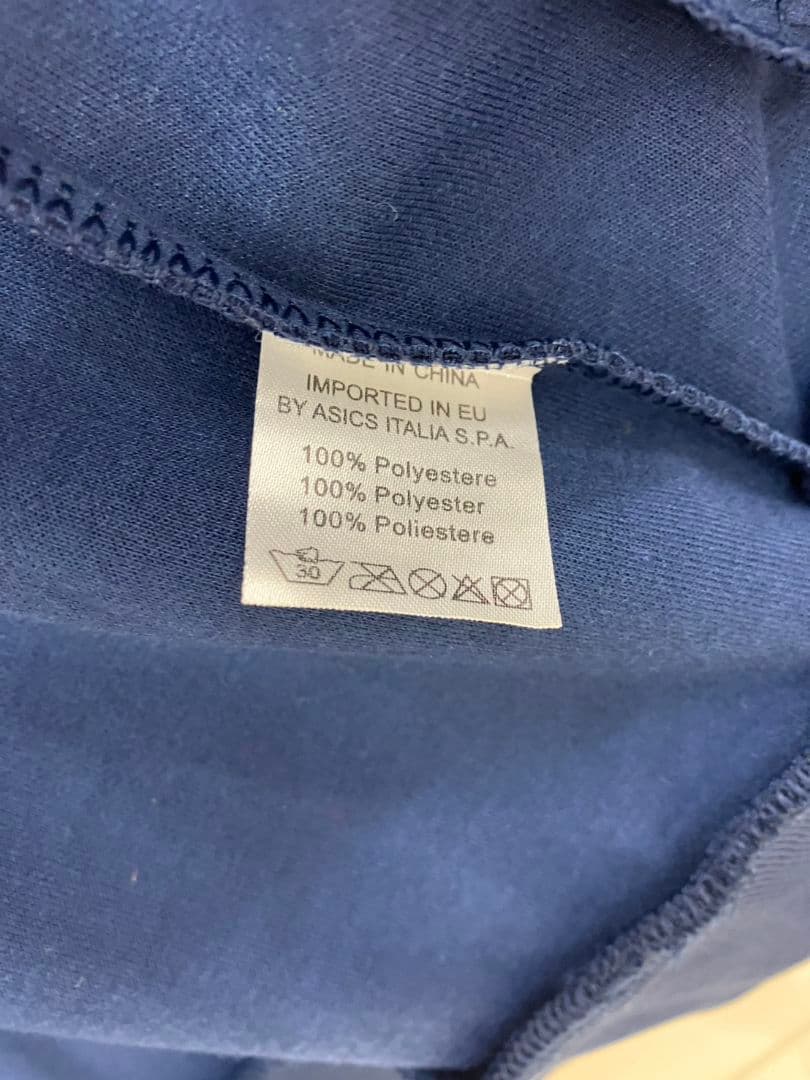 MADE IN CHINA
IMPORTED IN EU
BY ASICS ITALIA S.P.A.
100% Polyestere
100% Polyester
100% Poliestere
30